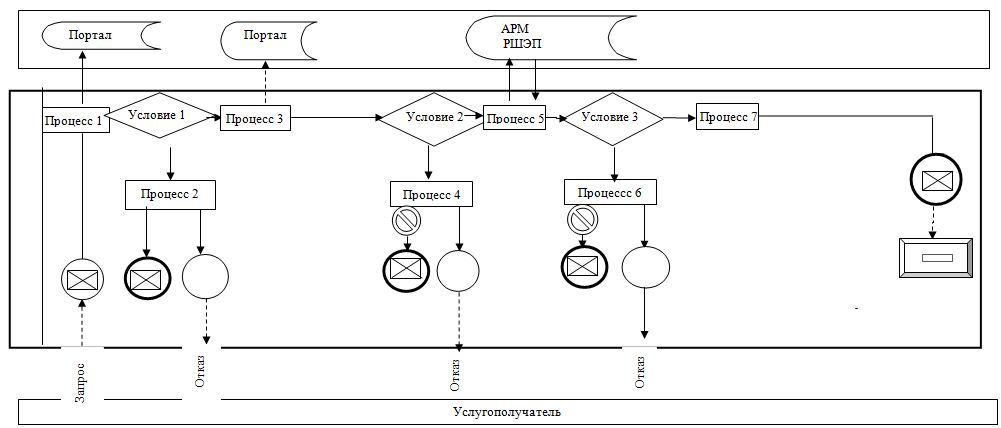 Портал
Портал
АРМ
РШЭП
Процесс 1
Условие 1
Процесс 3
Условие 2
Процесс 5
Условие 3
Процесс 7
Процесс 2
Процесс 4
Процессс 6
Запрос
Отказ
Отказ
Отказ
Услугополучатель